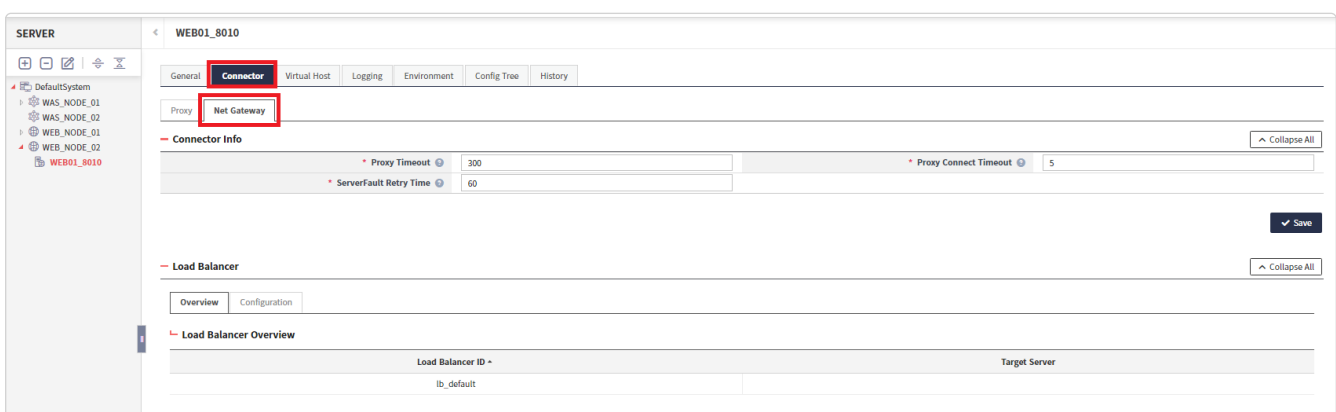 SERVER
WEB01_8010
DefaultSystem
WAS_NODE_01
WAS_NODE_02
WEB_NODE_01
WEB_NODE_02
WEB01_8010
General Connector Virtual Host Logging Environment Config Tree History
Proxy Net Gateway
Connector Info Collapse All
* Proxy Timeout 300 * Proxy Connect Timeout 5
* ServerFault Retry Time 60
Save
Load Balancer Collapse All
Overview Configuration
Load Balancer Overview
Load Balancer ID Target Server
lb_default